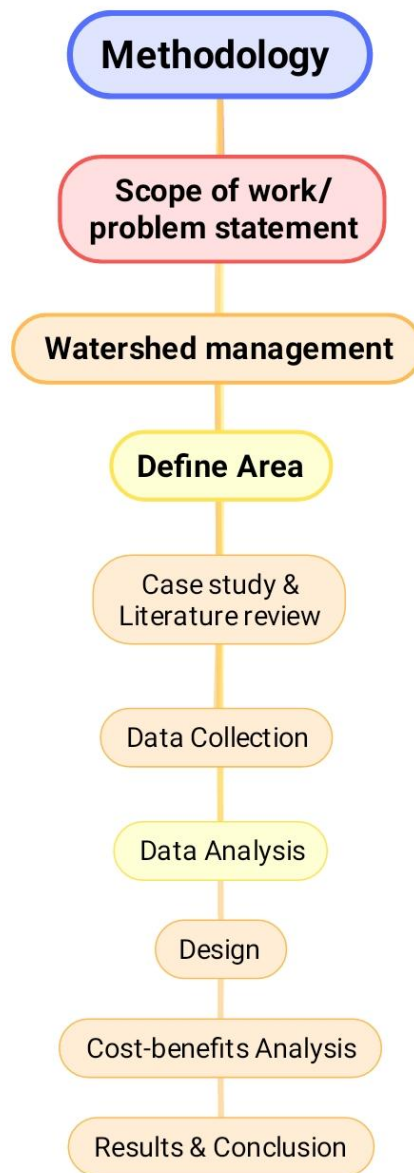 Methodology
Scope of work/
problem statement
Watershed management
Define Area
Case study &
Literature review
Data Collection
Data Analysis
Design
Cost-benefits Analysis
Results & Conclusion